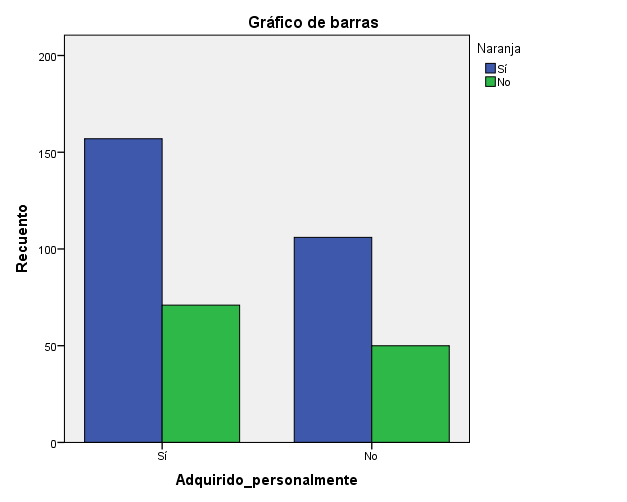 Gráfico de barras
Naranja
Sí
No
200
150
100
50
0
Recuento
Sí
No
Adquirido_personalmente